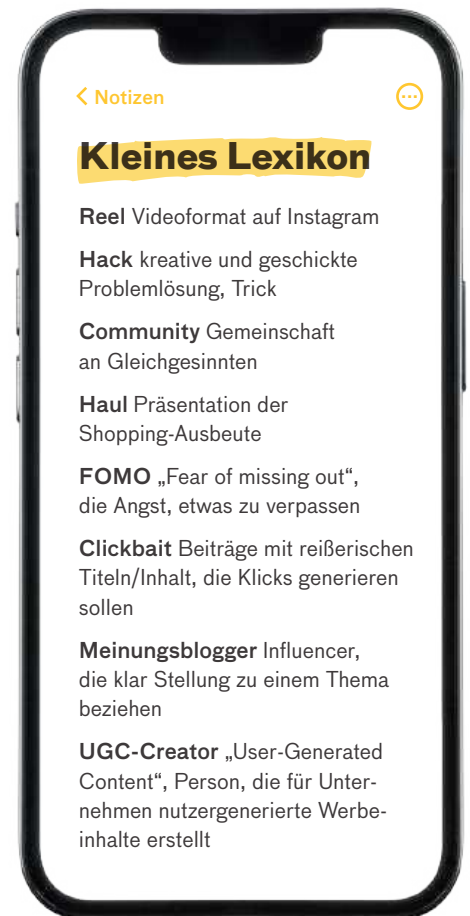 Notizen
Kleines Lexikon
Reel Videoformat auf Instagram
Hack kreative und geschickte
Problemlösung, Trick
Community Gemeinschaft
an Gleichgesinnten
Haul Präsentation der
Shopping-Ausbeute
FOMO „Fear of missing out“,
die Angst, etwas zu verpassen
Clickbait Beiträge mit reißerischen
Titeln/Inhalt, die Klicks generieren
sollen
Meinungsblogger Influencer,
die klar Stellung zu einem Thema
beziehen
UGC-Creator „User-Generated
Content“, Person, die für Unter-
nehmen nutzergenerierte Werbe-
inhalte erstellt